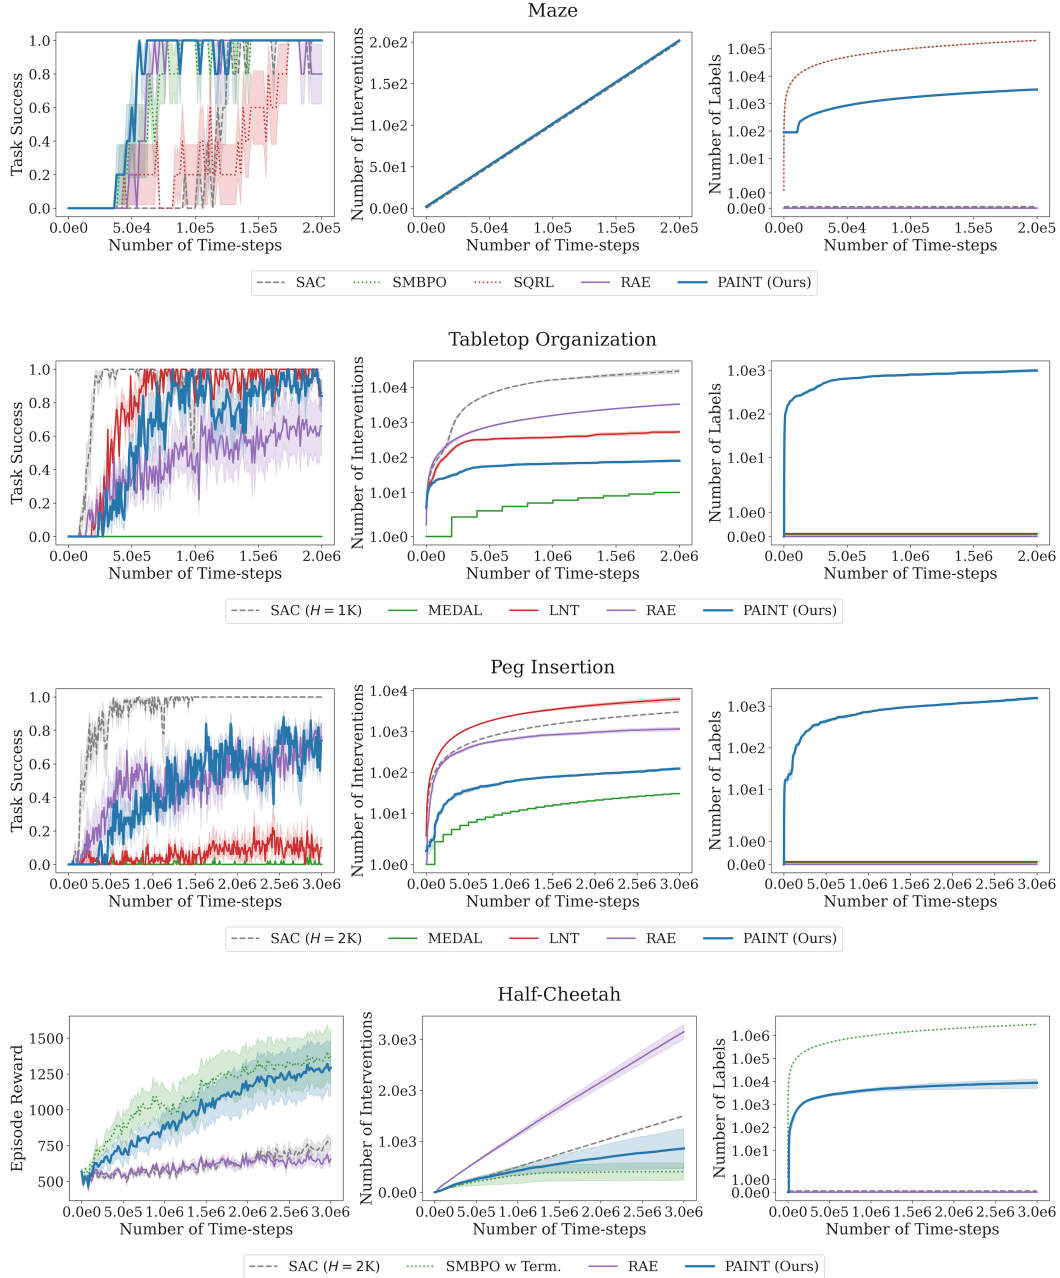 Maze
Task Success
1.0
0.8
0.6
0.4
0.2
0.0
0.0e0 5.0e4 1.0e5 1.5e5 2.0e5
Number of Time-steps
Number of Interventions
2.0e2
1.5e2
1.0e2
5.0e1
0.0e0
0.0e0 5.0e4 1.0e5 1.5e5 2.0e5
Number of Time-steps
Number of Labels
1.0e5
1.0e4
1.0e3
1.0e2
1.0e1
1.0e0
0.0e0
0.0e0 5.0e4 1.0e5 1.5e5 2.0e5
Number of Time-steps
SAC SMBPO SQRL RAE PAINT (Ours)
Tabletop Organization
Task Success
1.0
0.8
0.6
0.4
0.2
0.0
0.0e0 5.0e5 1.0e6 1.5e6 2.0e6
Number of Time-steps
Number of Interventions
1.0e4
1.0e3
1.0e2
1.0e1
1.0e0
0.0e0 5.0e5 1.0e6 1.5e6 2.0e6
Number of Time-steps
Number of Labels
1.0e3
1.0e2
1.0e0
0.0e0
0.0e0 5.0e5 1.0e6 1.5e6 2.0e6
Number of Time-steps
SAC (H = 1K) MEDAL LNT RAE PAINT (Ours)
Peg Insertion
Task Success
1.0
0.8
0.6
0.4
0.2
0.0
0.0e0 5.0e5 1.0e6 1.5e6 2.0e6 2.5e6 3.0e6
Number of Time-steps
Number of Interventions
1.0e4
1.0e3
1.0e2
1.0e1
1.0e0
0.0e0 5.0e5 1.0e6 1.5e6 2.0e6 2.5e6 3.0e6
Number of Time-steps
Number of Labels
1.0e3
1.0e2
1.0e1
1.0e0
0.0e0
0.0e0 5.0e5 1.0e6 1.5e6 2.0e6 2.5e6 3.0e6
Number of Time-steps
SAC (H = 2K) MEDAL LNT RAE PAINT (Ours)
Half-Cheetah
Episode Reward
1500
1250
1000
750
500
0.0e0 5.0e5 1.0e6 1.5e6 2.0e6 2.5e6 3.0e6
Number of Time-steps
Number of Interventions
3.0e3
2.0e3
1.0e3
0.0e0
0.0e0 5.0e5 1.0e6 1.5e6 2.0e6 2.5e6 3.0e6
Number of Time-steps
Number of Labels
1.0e6
1.0e5
1.0e4
1.0e3
1.0e2
1.0e1
1.0e0
0.0e0
0.0e0 5.0e5 1.0e6 1.5e6 2.0e6 2.5e6 3.0e6
Number of Time-steps
SAC (H = 2K) SMBPO w Term. RAE PAINT (Ours)